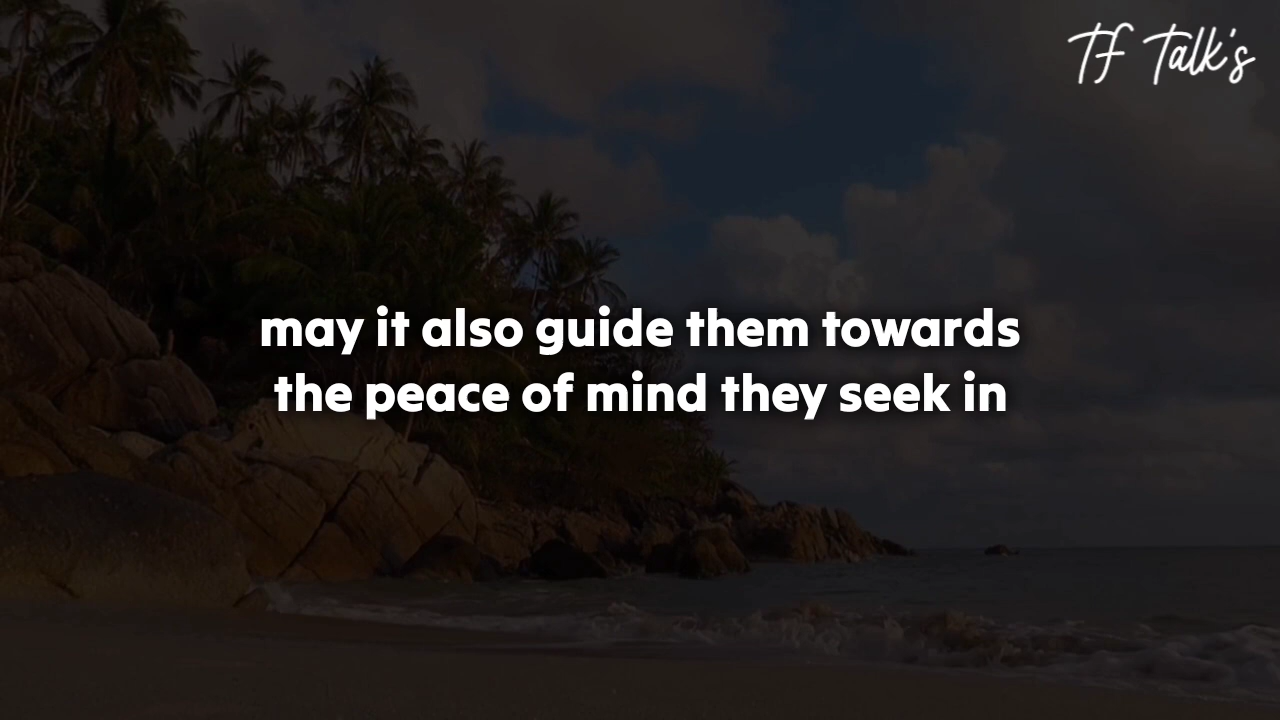 TF Talk's
may it also guide them towards
the peace of mind they seek in